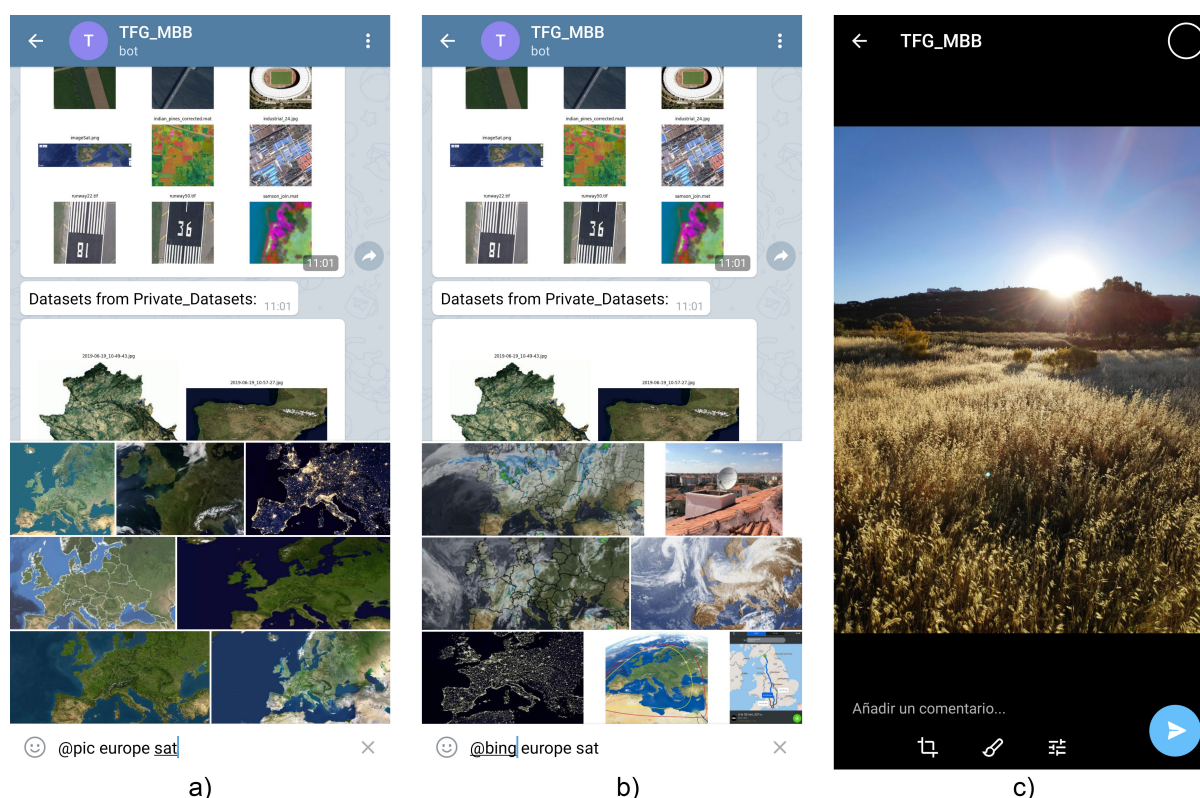 TFG_MBB
T
bot
indian_pines_corrected.mat
industrial_24.jpg
imageSat.png
runway22.tif
runway50.tif
samson_join.mat
18
36
11:01
Datasets from Private_Datasets: 11:01
2019-06-19_10-49-43.jpg
2019-06-19_10-57-27.jpg
@pic europe sat
a)
TFG_MBB
T
bot
indian_pines_corrected.mat
industrial_24.jpg
imageSat.png
runway22.tif
runway50.tif
samson_join.mat
18
36
11:01
Datasets from Private_Datasets: 11:01
2019-06-19_10-49-43.jpg
2019-06-19_10-57-27.jpg
@bing europe sat
b)
TFG_MBB
Añadir un comentario...
c)